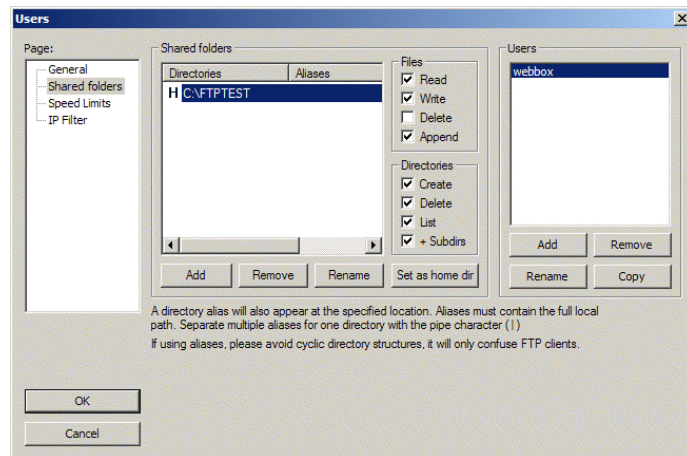 Users
Page:
General
Shared folders
Speed Limits
IP Filter
Shared folders
Directories Aliases
H C:\FTPTEST
Files
Read
Write
Delete
Append
Directories
Create
Delete
List
+ Subdirs
Add Remove Rename Set as home dir
Users
webbox
Add Remove
Rename Copy
A directory alias will also appear at the specified location. Aliases must contain the full local
path. Separate multiple aliases for one directory with the pipe character (|)
If using aliases, please avoid cyclic directory structures, it will only confuse FTP clients.
OK
Cancel